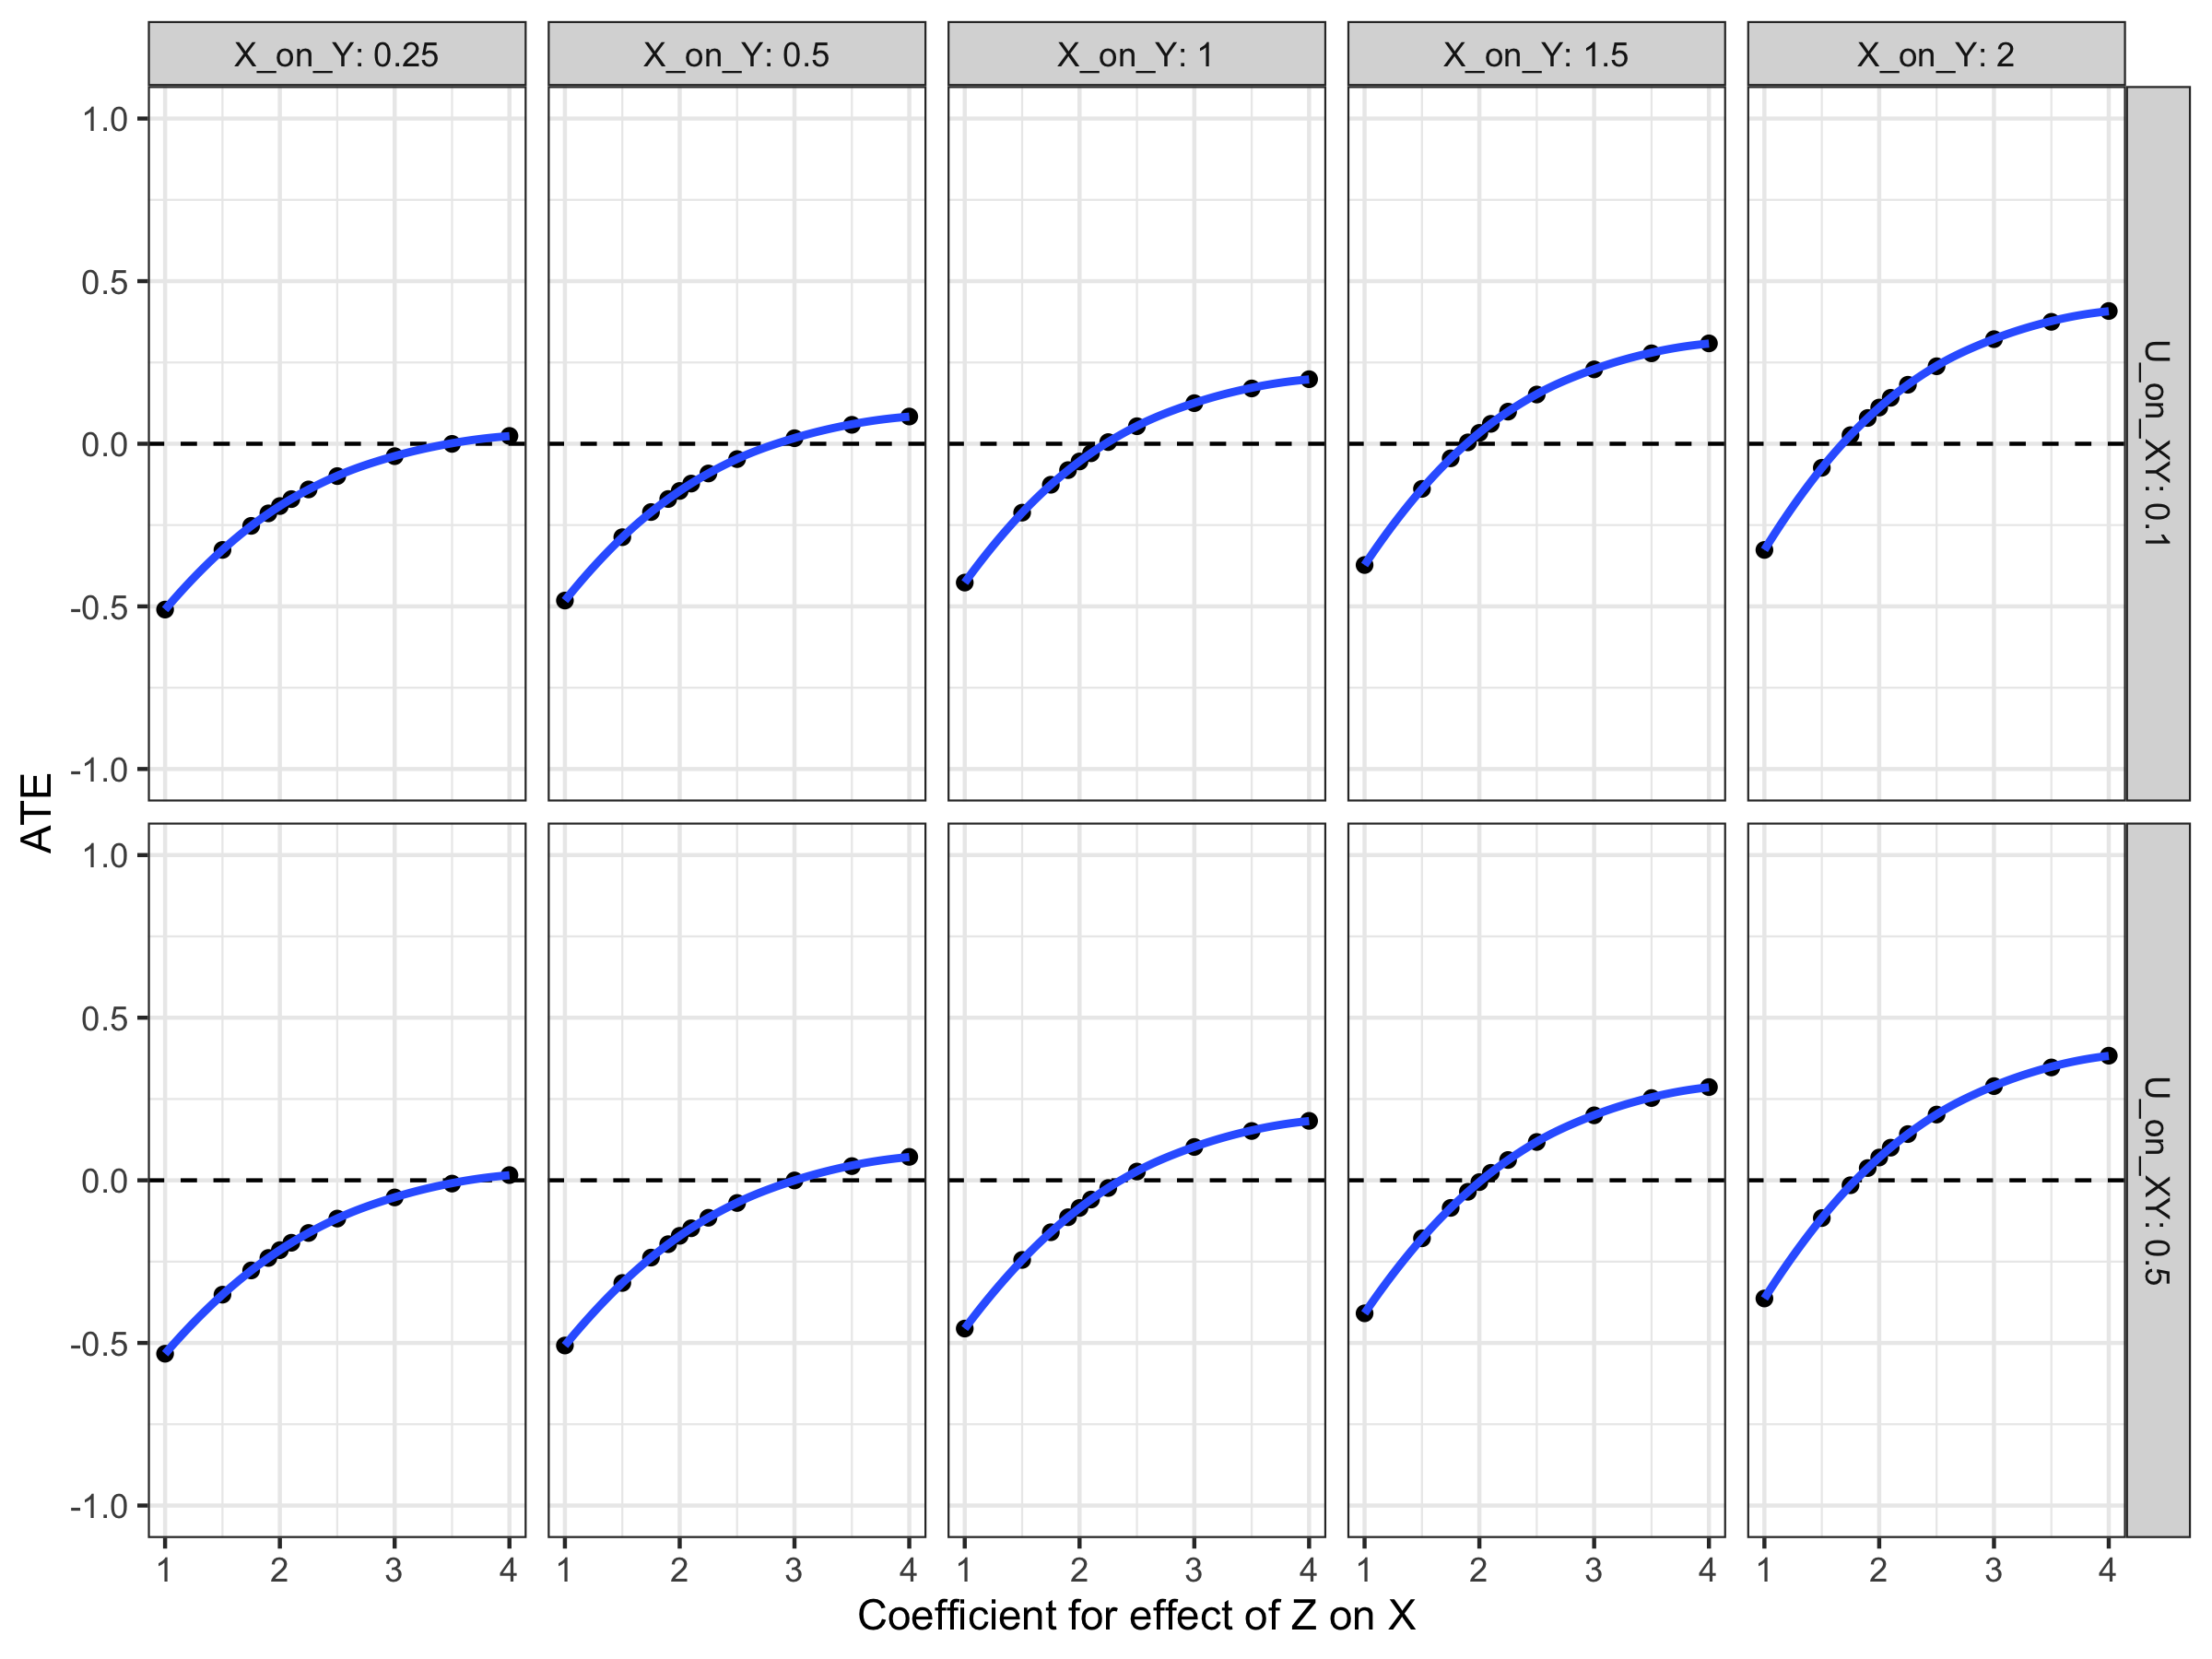 X_on_Y: 0.25
X_on_Y: 0.5
X_on_Y: 1
X_on_Y: 1.5
X_on_Y: 2
1.0
0.5
0.0
-0.5
-1.0
U_on_XY: 0.1
ATE
1.0
0.5
0.0
-0.5
-1.0
U_on_XY: 0.5
1 2 3 4
1 2 3 4
1 2 3 4
1 2 3 4
1 2 3 4
Coefficient for effect of Z on X